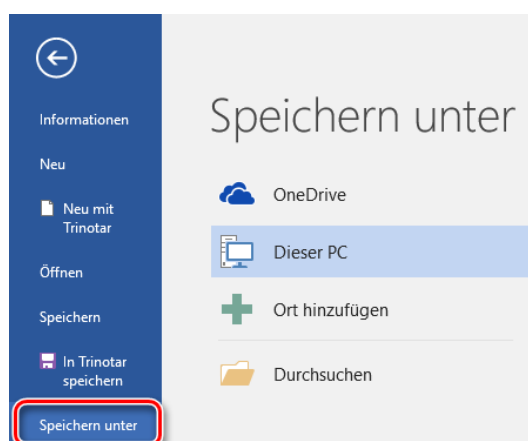 Informationen
Neu
Neu mit
Trinotar
Öffnen
Speichern
In Trinotar
speichern
Speichern unter
Speichern unter
OneDrive
Dieser PC
Ort hinzufügen
Durchsuchen